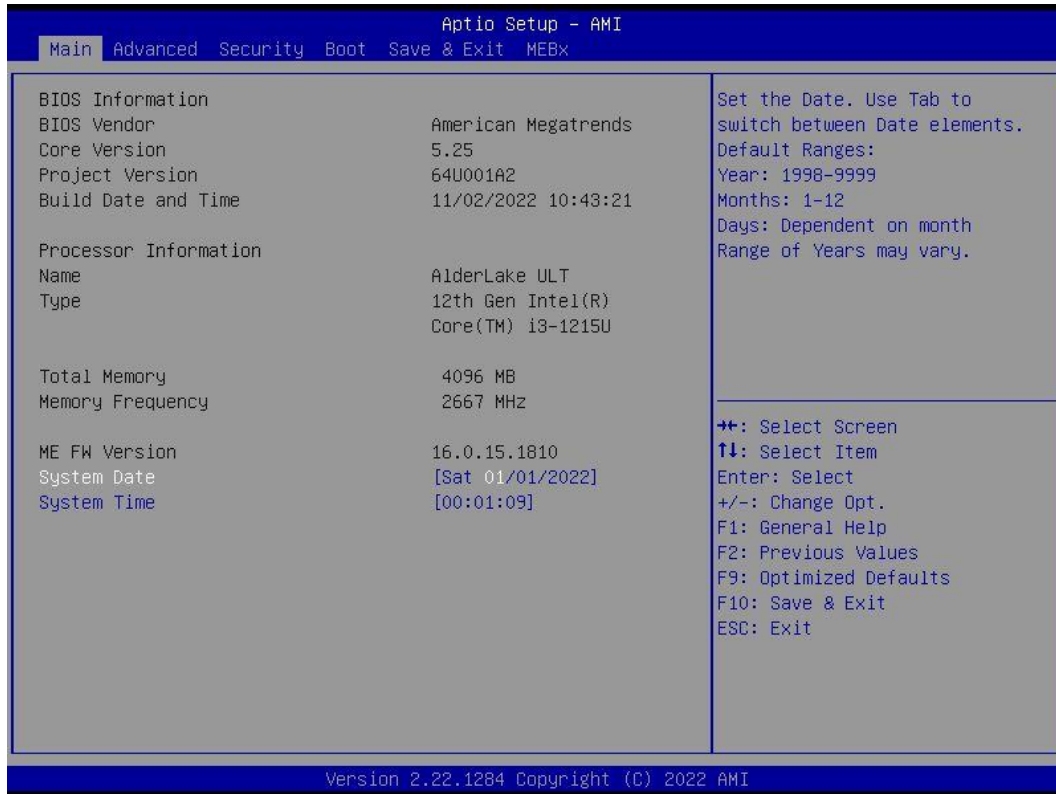 Aptio Setup - AMI
Main Advanced Security Boot Save & Exit MEBx
BIOS Information
BIOS Vendor American Megatrends
Core Version 5.25
Project Version 64U001A2
Build Date and Time 11/02/2022 10:43:21
Processor Information
Name AlderLake ULT
Type 12th Gen Intel(R)
Core(TM) i3-1215U
Total Memory 4096 MB
Memory Frequency 2667 MHz
ME FW Version 16.0.15.1810
System Date [Sat 01/01/2022]
System Time [00:01:09]
Set the Date. Use Tab to
switch between Date elements.
Default Ranges:
Year: 1998-9999
Months: 1-12
Days: Dependent on month
Range of Years may vary.
→←: Select Screen
↑↓: Select Item
Enter: Select
+/-: Change Opt.
F1: General Help
F2: Previous Values
F9: Optimized Defaults
F10: Save & Exit
ESC: Exit
Version 2.22.1284 Copyright (C) 2022 AMI